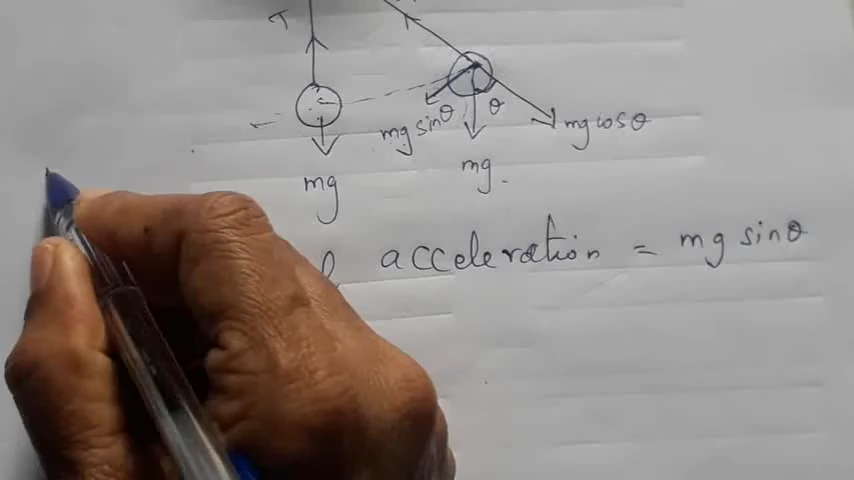 T
θ
mg sinθ
mg cosθ
mg
mg.
acceleration = mg sinθ